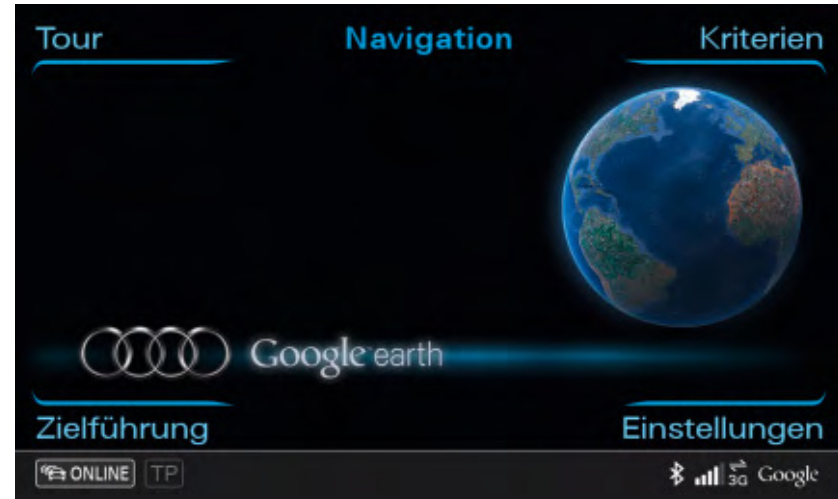 Tour Navigation Kriterien
Google earth
Zielführung Einstellungen
ONLINE TP 3G Google